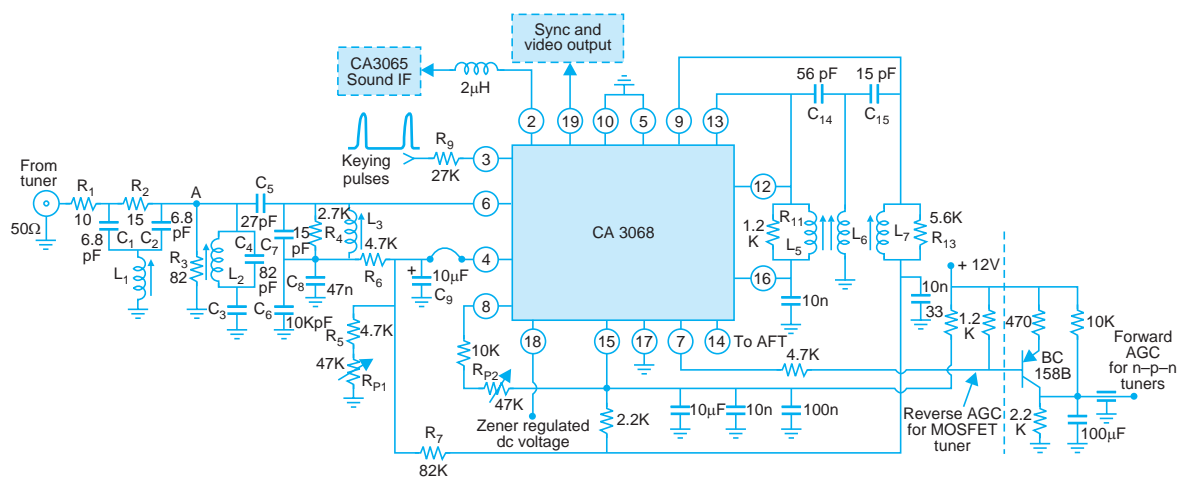 Sync and
video output
CA3065
Sound IF
2μH
56 pF
15 pF
C14
C15
2
19
10
5
9
13
Keying
pulses
R9
27K
3
From
tuner
50Ω
R1
10
R2
15
A
C5
27pF
6
6.8
pF
C1
C2
6.8
pF
L1
R3
82
L2
C4
82
pF
C7
15
pF
2.7K
R4
L3
4.7K
R6
C3
C6
10KpF
C8
47n
+
10μF
C9
4
8
CA 3068
12
16
1.2
K
R11
L5
L6
L7
5.6K
R13
10n
10n
+ 12V
33
1.2
K
470
10K
BC
158B
Forward
AGC
for n–p–n
tuners
R5
4.7K
47K
RP1
10K
RP2
47K
18
15
17
7
14
To AFT
4.7K
Zener regulated
dc voltage
2.2K
10μF
10n
100n
Reverse AGC
for MOSFET
tuner
2.2
K
100μF
R7
82K